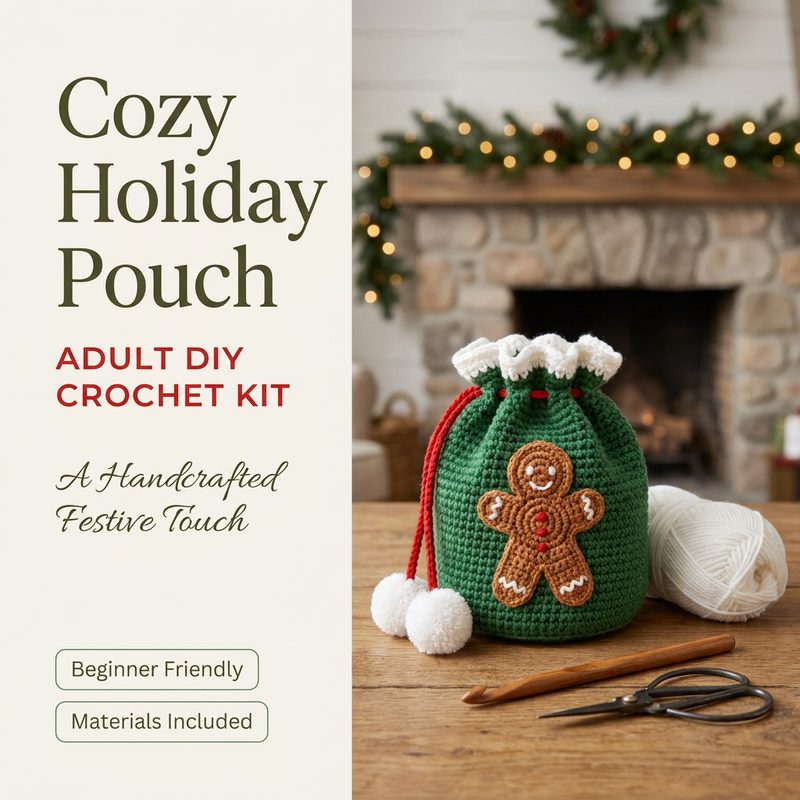 Cozy
Holiday
Pouch
ADULT DIY
CROCHET KIT
A Handcrafted
Festive Touch
Beginner Friendly
Materials Included